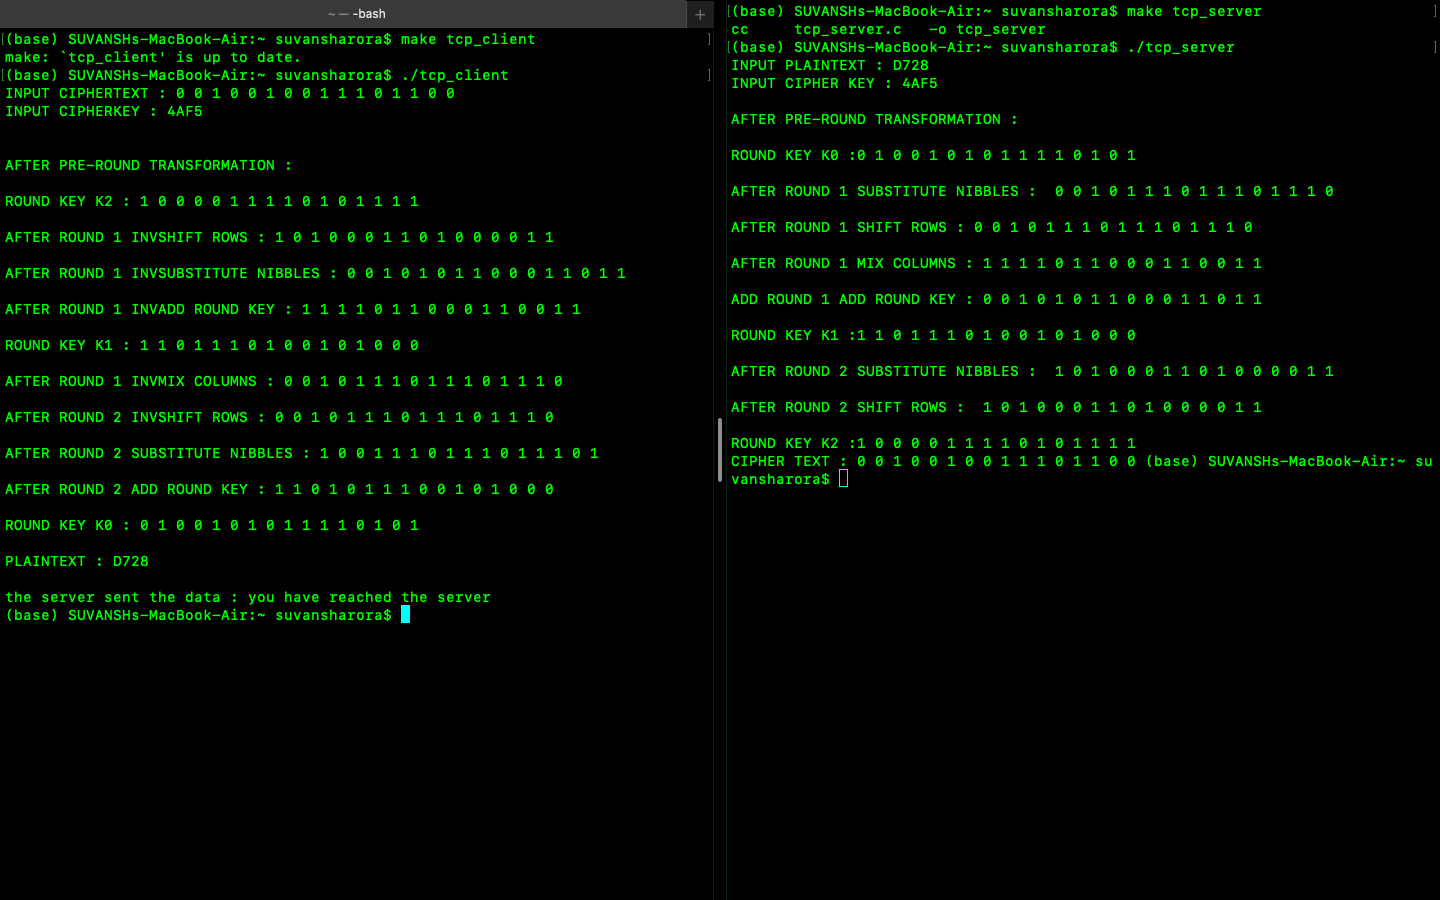 ~ — -bash
(base) SUVANSHs-MacBook-Air:~ suvansharora$ make tcp_client
make: `tcp_client' is up to date.
(base) SUVANSHs-MacBook-Air:~ suvansharora$ ./tcp_client
INPUT CIPHERTEXT : 0 0 1 0 0 1 0 0 1 1 1 0 1 1 0 0
INPUT CIPHERKEY : 4AF5
AFTER PRE-ROUND TRANSFORMATION :
ROUND KEY K2 : 1 0 0 0 0 1 1 1 1 0 1 0 1 1 1 1
AFTER ROUND 1 INVSHIFT ROWS : 1 0 1 0 0 0 1 1 0 1 0 0 0 0 1 1
AFTER ROUND 1 INVSUBSTITUTE NIBBLES : 0 0 1 0 1 0 1 1 0 0 0 1 1 0 1 1
AFTER ROUND 1 INVADD ROUND KEY : 1 1 1 1 0 1 1 0 0 0 1 1 0 0 1 1
ROUND KEY K1 : 1 1 0 1 1 1 0 1 0 0 1 0 1 0 0 0
AFTER ROUND 1 INVMIX COLUMNS : 0 0 1 0 1 1 1 0 1 1 1 0 1 1 1 0
AFTER ROUND 2 INVSHIFT ROWS : 0 0 1 0 1 1 1 0 1 1 1 0 1 1 1 0
AFTER ROUND 2 SUBSTITUTE NIBBLES : 1 0 0 1 1 1 0 1 1 1 0 1 1 1 0 1
AFTER ROUND 2 ADD ROUND KEY : 1 1 0 1 0 1 1 1 0 0 1 0 1 0 0 0
ROUND KEY K0 : 0 1 0 0 1 0 1 0 1 1 1 1 0 1 0 1
PLAINTEXT : D728
the server sent the data : you have reached the server
(base) SUVANSHs-MacBook-Air:~ suvansharora$
(base) SUVANSHs-MacBook-Air:~ suvansharora$ make tcp_server
cc     tcp_server.c   -o tcp_server
(base) SUVANSHs-MacBook-Air:~ suvansharora$ ./tcp_server
INPUT PLAINTEXT : D728
INPUT CIPHER KEY : 4AF5
AFTER PRE-ROUND TRANSFORMATION :
ROUND KEY K0 :0 1 0 0 1 0 1 0 1 1 1 1 0 1 0 1
AFTER ROUND 1 SUBSTITUTE NIBBLES :  0 0 1 0 1 1 1 0 1 1 1 0 1 1 1 0
AFTER ROUND 1 SHIFT ROWS : 0 0 1 0 1 1 1 0 1 1 1 0 1 1 1 0
AFTER ROUND 1 MIX COLUMNS : 1 1 1 1 0 1 1 0 0 0 1 1 0 0 1 1
ADD ROUND 1 ADD ROUND KEY : 0 0 1 0 1 0 1 1 0 0 0 1 1 0 1 1
ROUND KEY K1 :1 1 0 1 1 1 0 1 0 0 1 0 1 0 0 0
AFTER ROUND 2 SUBSTITUTE NIBBLES :  1 0 1 0 0 0 1 1 0 1 0 0 0 0 1 1
AFTER ROUND 2 SHIFT ROWS :  1 0 1 0 0 0 1 1 0 1 0 0 0 0 1 1
ROUND KEY K2 :1 0 0 0 0 1 1 1 1 0 1 0 1 1 1 1
CIPHER TEXT : 0 0 1 0 0 1 0 0 1 1 1 0 1 1 0 0 (base) SUVANSHs-MacBook-Air:~ su
vansharora$